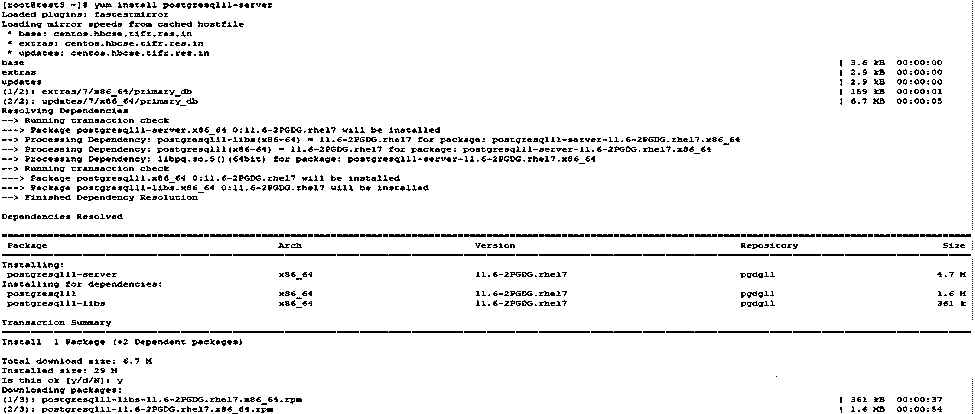 [root@test3 ~]# yum install postgresql11-server
Loaded plugins: fastestmirror
Loading mirror speeds from cached hostfile
 * base: centos.hbcse.tifr.res.in
 * extras: centos.hbcse.tifr.res.in
 * updates: centos.hbcse.tifr.res.in
base | 3.6 kB 00:00:00
extras | 2.9 kB 00:00:00
updates | 2.9 kB 00:00:00
(1/2): extras/7/x86_64/primary_db | 159 kB 00:00:01
(2/2): updates/7/x86_64/primary_db | 6.7 MB 00:00:05
Resolving Dependencies
--> Running transaction check
---> Package postgresql11-server.x86_64 0:11.6-2PGDG.rhel7 will be installed
--> Processing Dependency: postgresql11-libs(x86-64) = 11.6-2PGDG.rhel7 for package: postgresql11-server-11.6-2PGDG.rhel7.x86_64
--> Processing Dependency: postgresql11(x86-64) = 11.6-2PGDG.rhel7 for package: postgresql11-server-11.6-2PGDG.rhel7.x86_64
--> Processing Dependency: libpq.so.5()(64bit) for package: postgresql11-server-11.6-2PGDG.rhel7.x86_64
--> Running transaction check
---> Package postgresql11.x86_64 0:11.6-2PGDG.rhel7 will be installed
---> Package postgresql11-libs.x86_64 0:11.6-2PGDG.rhel7 will be installed
--> Finished Dependency Resolution
Dependencies Resolved
Package Arch Version Repository Size
Installing:
postgresql11-server x86_64 11.6-2PGDG.rhel7 pgdg11 4.7 M
Installing for dependencies:
postgresql11 x86_64 11.6-2PGDG.rhel7 pgdg11 1.6 M
postgresql11-libs x86_64 11.6-2PGDG.rhel7 pgdg11 361 k
Transaction Summary
Install 1 Package (+2 Dependent packages)
Total download size: 6.7 M
Installed size: 29 M
Is this ok [y/d/N]: y
Downloading packages:
(1/3): postgresql11-libs-11.6-2PGDG.rhel7.x86_64.rpm | 361 kB 00:00:37
(2/3): postgresql11-11.6-2PGDG.rhel7.x86_64.rpm | 1.6 MB 00:00:54